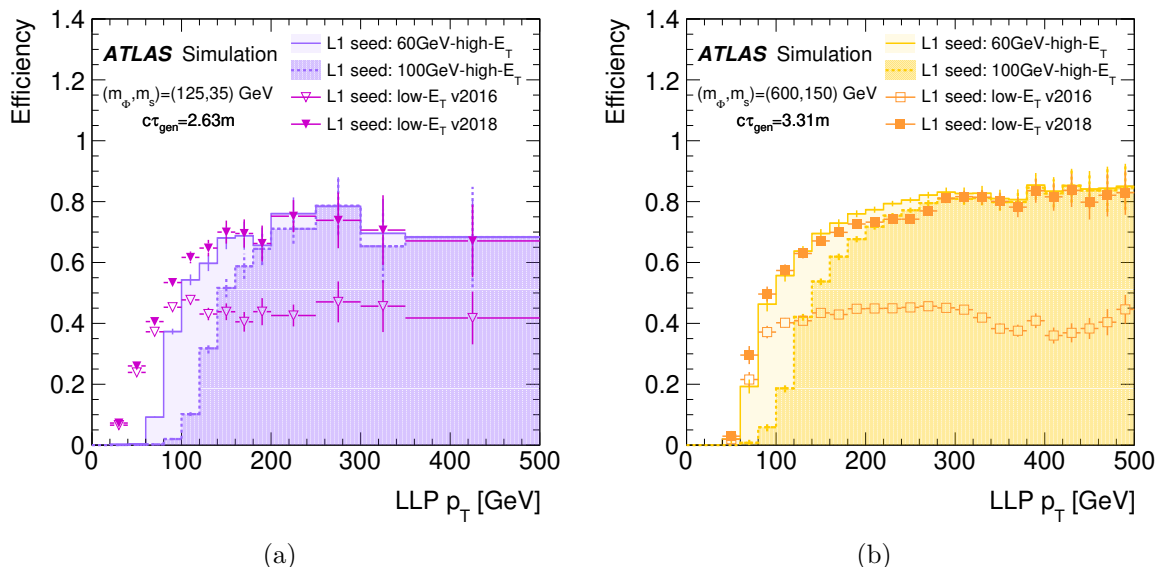 Efficiency
1.4
1.2
1
0.8
0.6
0.4
0.2
0
ATLAS Simulation
(m_Φ,m_s)=(125,35) GeV
cτ_gen=2.63m
L1 seed: 60GeV-high-E_T
L1 seed: 100GeV-high-E_T
L1 seed: low-E_T v2016
L1 seed: low-E_T v2018
0 100 200 300 400 500
LLP p_T [GeV]
(a)
Efficiency
1.4
1.2
1
0.8
0.6
0.4
0.2
0
ATLAS Simulation
(m_Φ,m_s)=(600,150) GeV
cτ_gen=3.31m
L1 seed: 60GeV-high-E_T
L1 seed: 100GeV-high-E_T
L1 seed: low-E_T v2016
L1 seed: low-E_T v2018
0 100 200 300 400 500
LLP p_T [GeV]
(b)